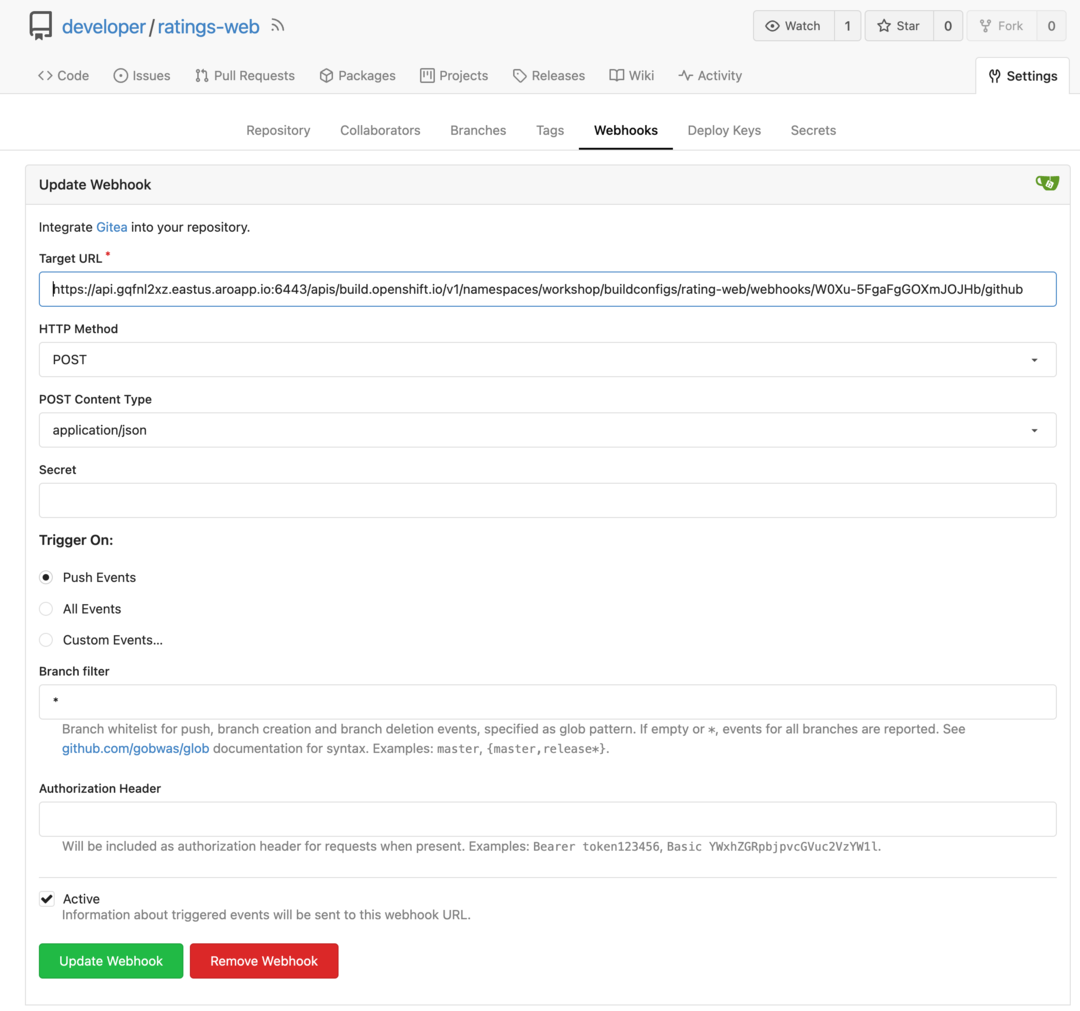 developer/ratings-web
Watch 1 Star 0 Fork 0
Code Issues Pull Requests Packages Projects Releases Wiki Activity Settings
Repository Collaborators Branches Tags Webhooks Deploy Keys Secrets
Update Webhook
Integrate Gitea into your repository.
Target URL *
https://api.gqfnl2xz.eastus.aroapp.io:6443/apis/build.openshift.io/v1/namespaces/workshop/buildconfigs/rating-web/webhooks/W0Xu-5FgaFgGOXmJOJHb/github
HTTP Method
POST
POST Content Type
application/json
Secret
Trigger On:
Push Events
All Events
Custom Events...
Branch filter
*
Branch whitelist for push, branch creation and branch deletion events, specified as glob pattern. If empty or *, events for all branches are reported. See
github.com/gobwas/glob documentation for syntax. Examples: master, {master,release*}.
Authorization Header
Will be included as authorization header for requests when present. Examples: Bearer token123456, Basic YWxhZGRpbjpvcGVuc2VzYW1l.
Active
Information about triggered events will be sent to this webhook URL.
Update Webhook Remove Webhook